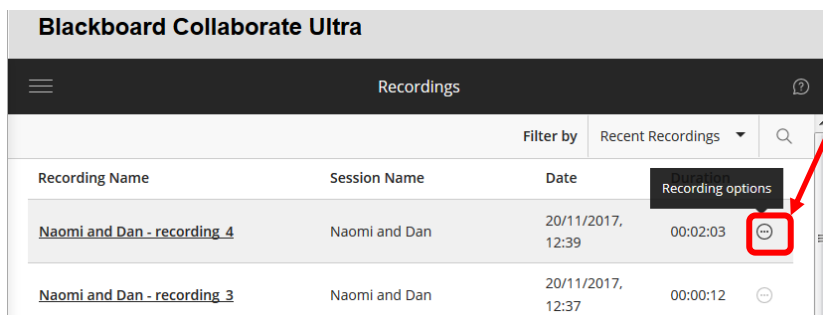 Blackboard Collaborate Ultra
Recordings
Filter by Recent Recordings
Recording Name Session Name Date Duration
Recording options
Naomi and Dan - recording_4 Naomi and Dan 20/11/2017, 12:39 00:02:03
Naomi and Dan - recording_3 Naomi and Dan 20/11/2017, 12:37 00:00:12